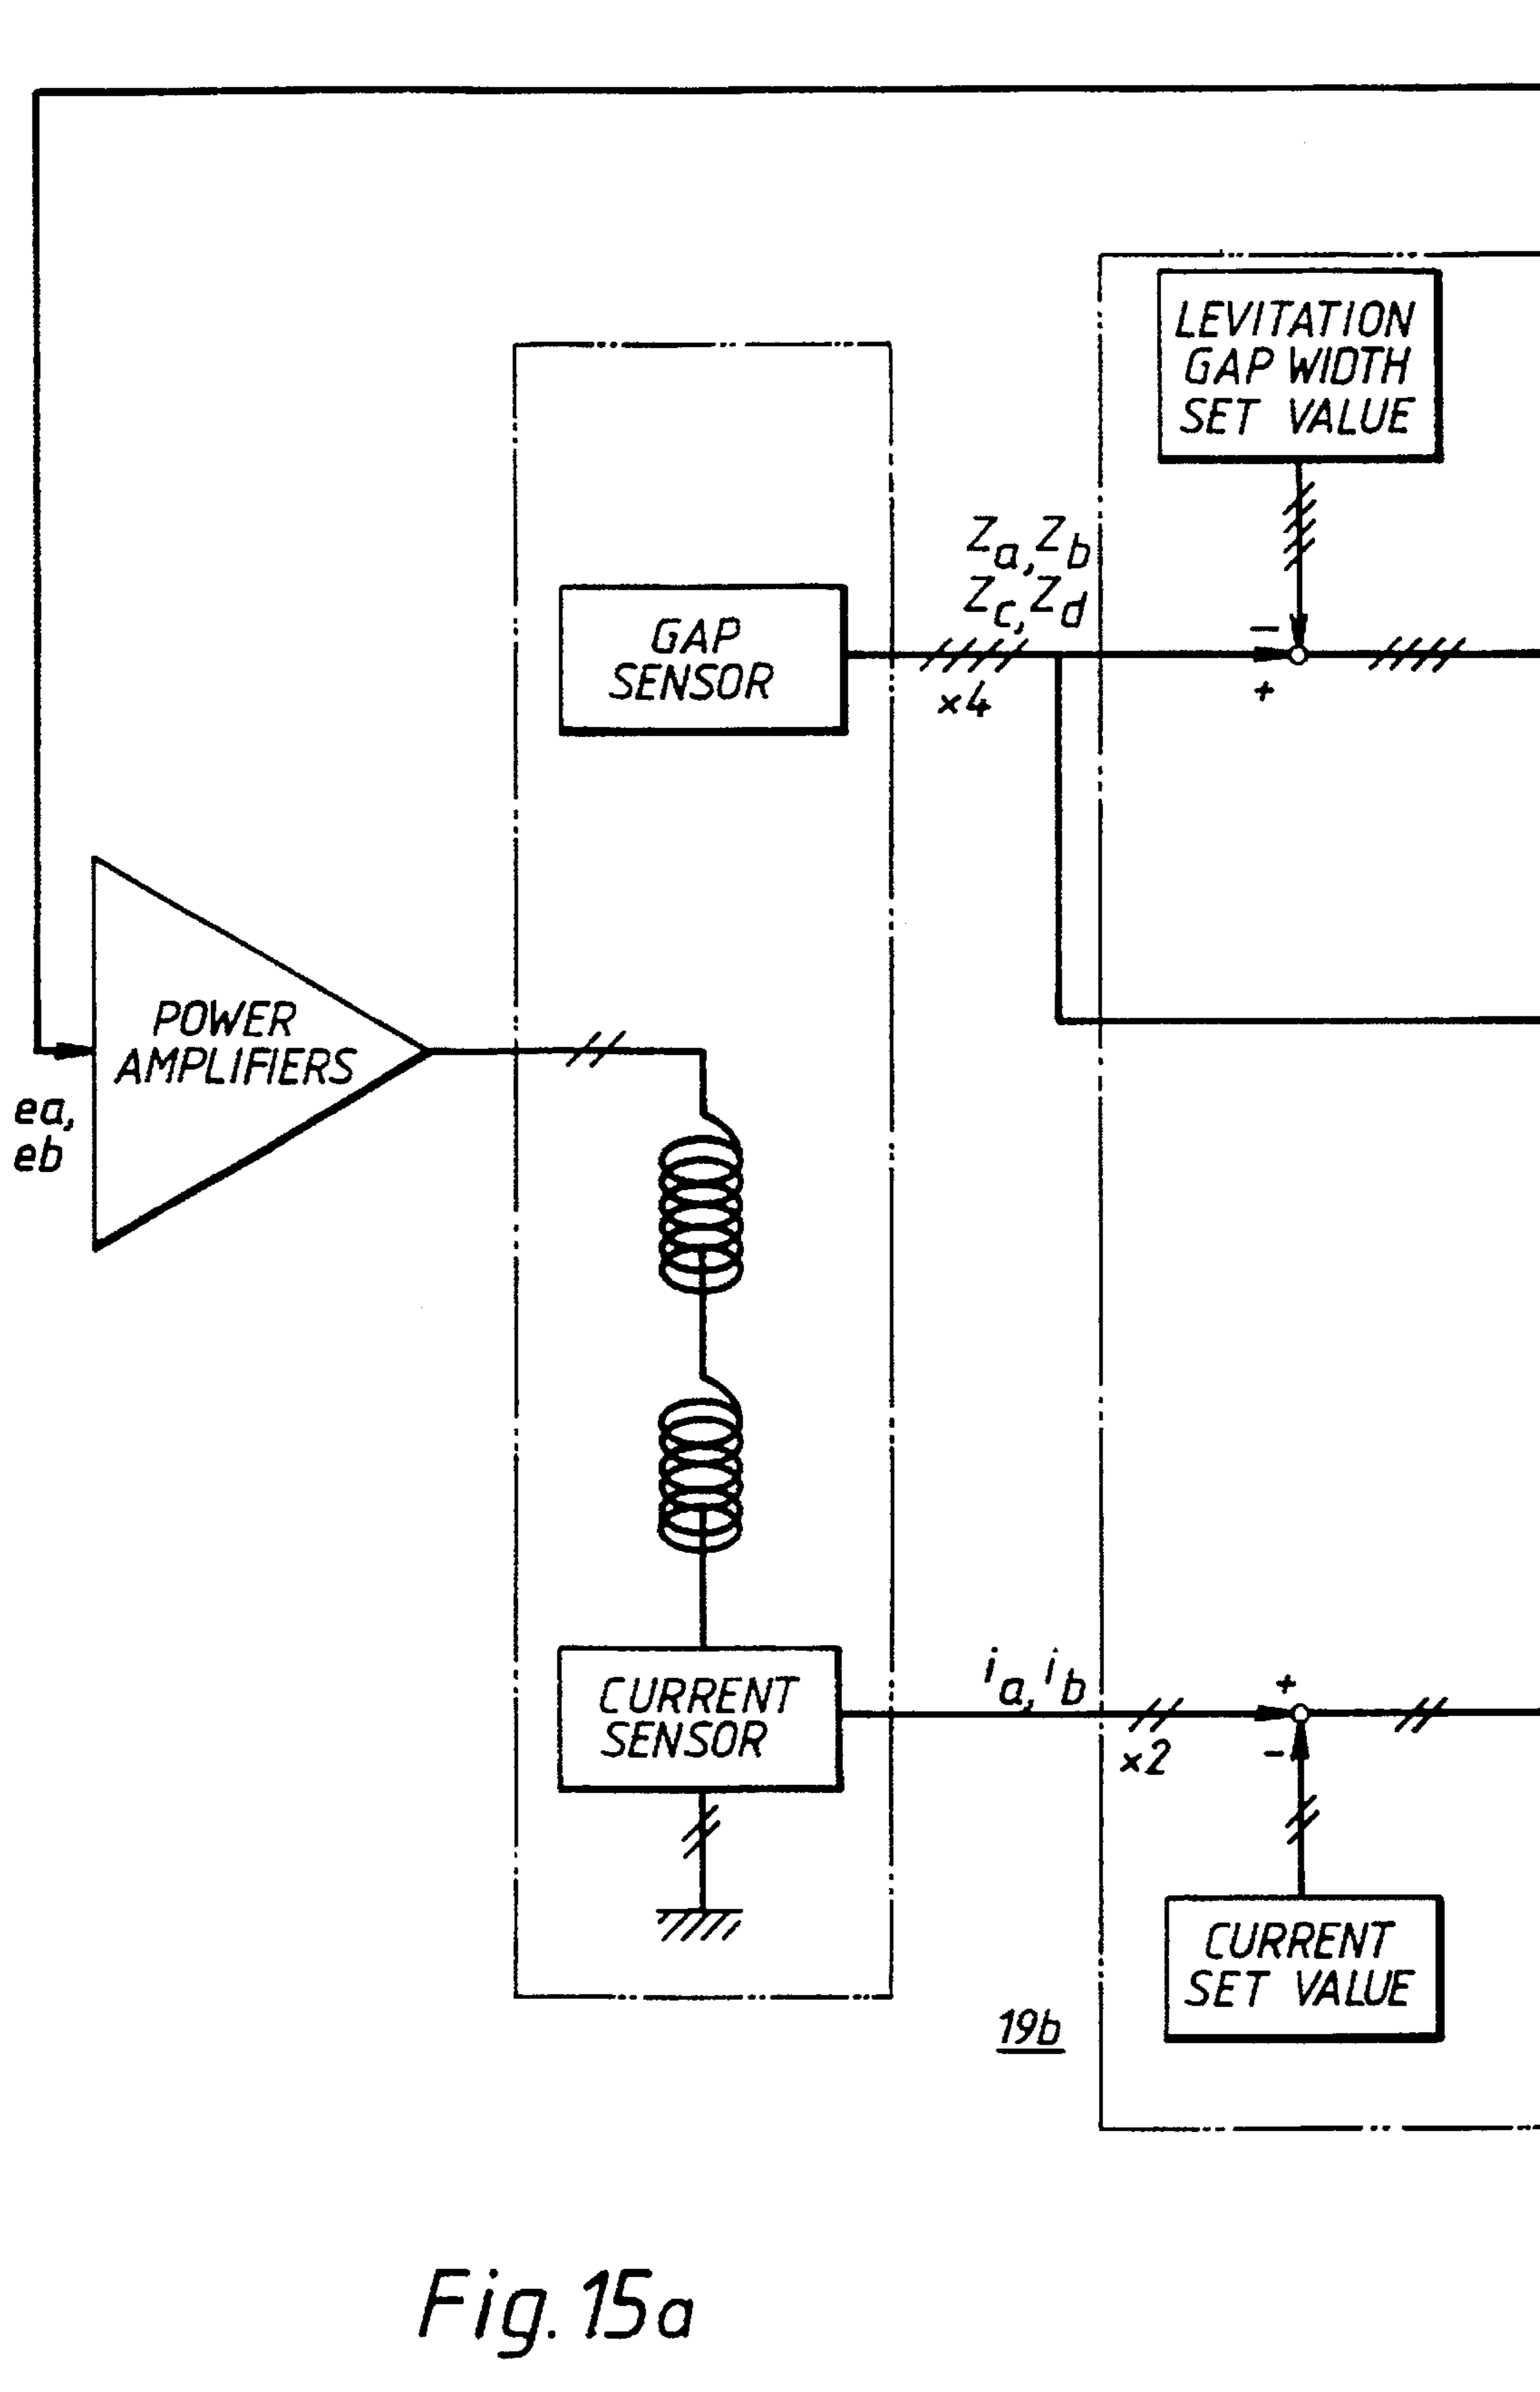 LEVITATION
GAP WIDTH
SET VALUE
Za, Zb
Zc, Zd
GAP
SENSOR
x4
−
+
POWER
AMPLIFIERS
ea,
eb
CURRENT
SENSOR
ia, ib
x2
+
-
CURRENT
SET VALUE
19b
Fig. 15a